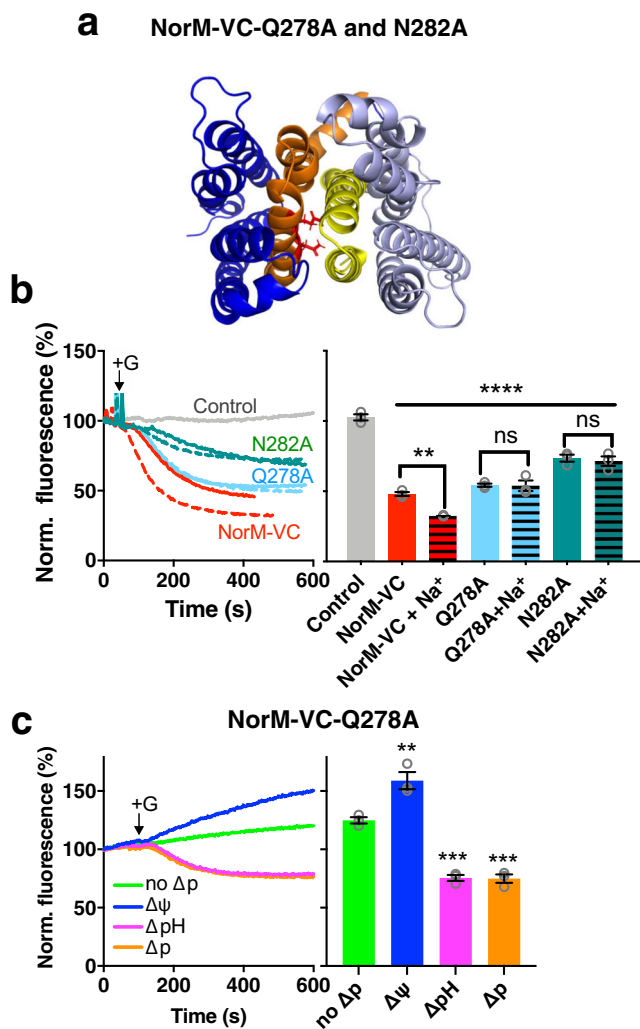 a NorM-VC-Q278A and N282A
b
Norm. fluorescence (%)
150
100
50
0
+G
Control
N282A
Q278A
NorM-VC
0 200 400 600
Time (s)
****
**
ns
ns
Control
NorM-VC
NorM-VC + Na⁺
Q278A
Q278A+Na⁺
N282A
N282A+Na⁺
c NorM-VC-Q278A
Norm. fluorescence (%)
150
100
50
0
+G
no Δp
Δψ
ΔpH
Δp
0 200 400 600
Time (s)
**
***
***
no Δp
Δψ
ΔpH
Δp